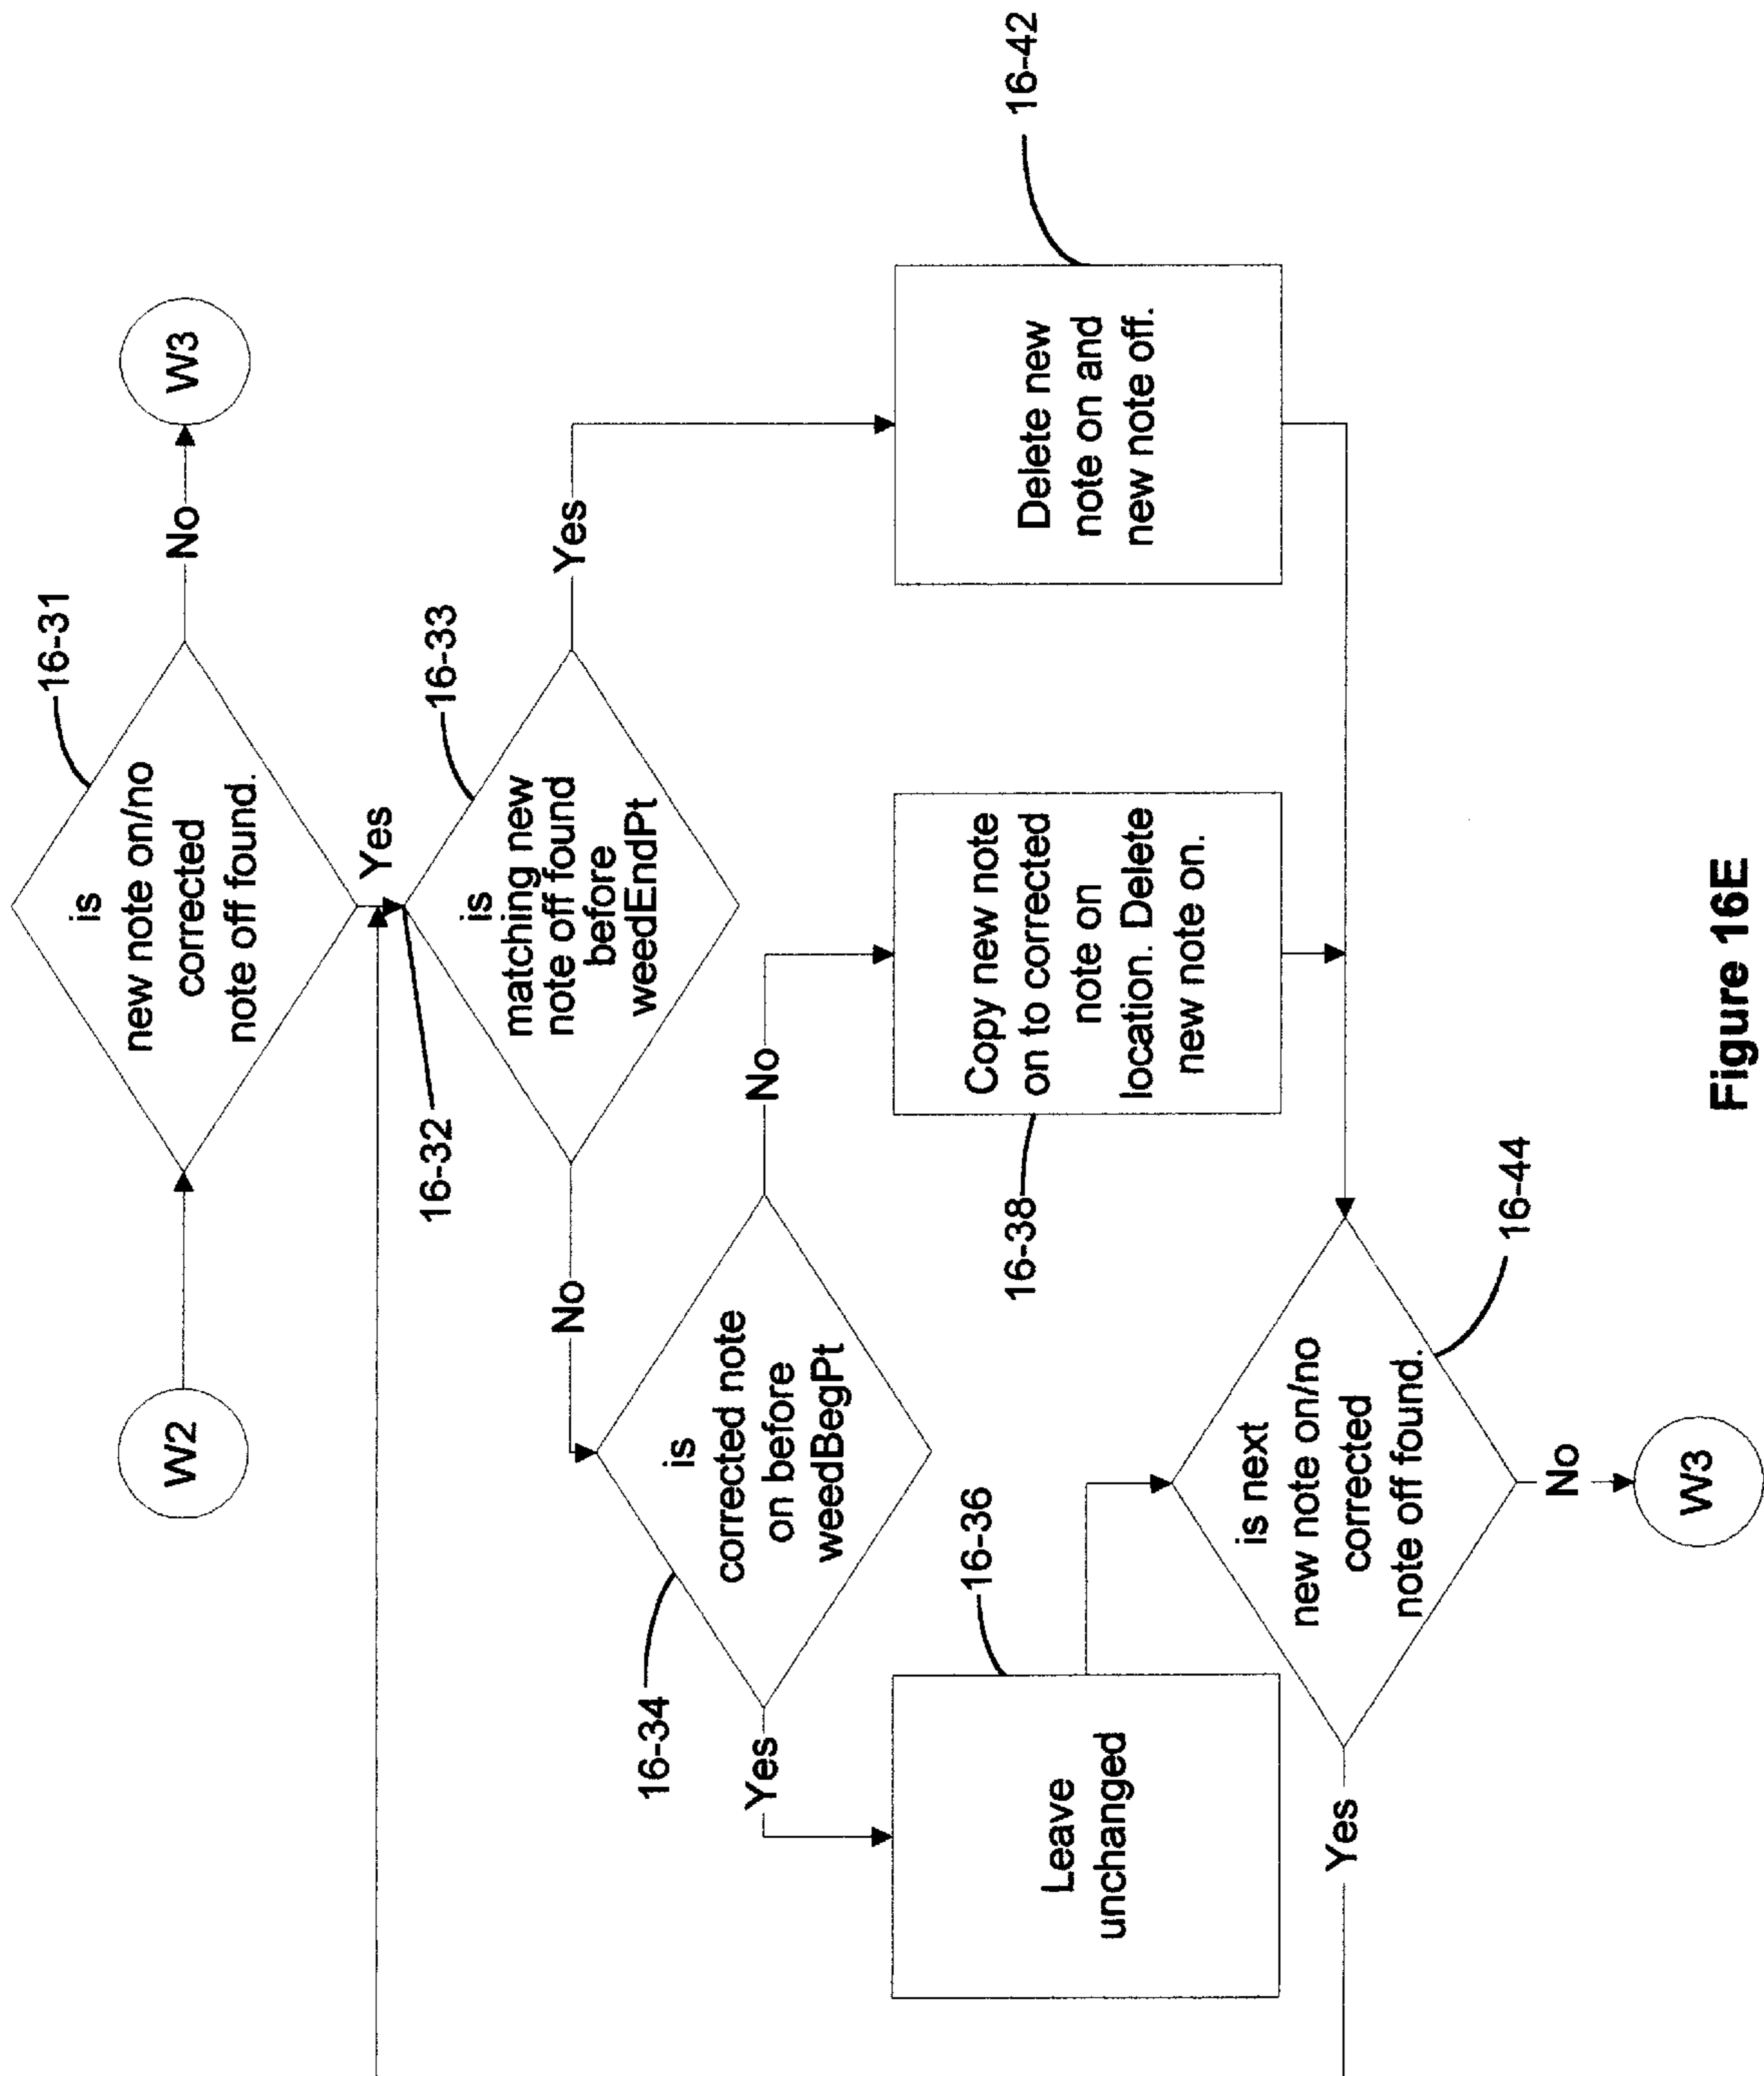 W2
is
new note on/no
corrected
note off found.
16-31
No
W3
Yes
16-32
is
matching new
note off found
before
weedEndPt
16-33
No
Yes
is
corrected note
on before
weedBegPt
16-34
Yes
No
Leave
unchanged
16-36
Copy new note
on to corrected
note on
location. Delete
new note on.
16-38
Delete new
note on and
new note off.
16-42
is next
new note on/no
corrected
note off found.
16-44
Yes
No
W3
Figure 16E